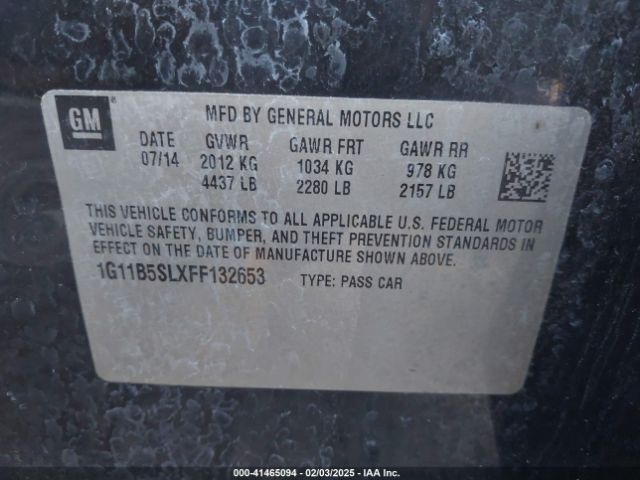 GM
MFD BY GENERAL MOTORS LLC
DATE GVWR GAWR FRT GAWR RR
07/14 2012 KG 1034 KG 978 KG
4437 LB 2280 LB 2157 LB
THIS VEHICLE CONFORMS TO ALL APPLICABLE U.S. FEDERAL MOTOR
VEHICLE SAFETY, BUMPER, AND THEFT PREVENTION STANDARDS IN
EFFECT ON THE DATE OF MANUFACTURE SHOWN ABOVE.
1G11B5SLXFF132653 TYPE: PASS CAR
000-41465094 - 02/03/2025 - IAA Inc.